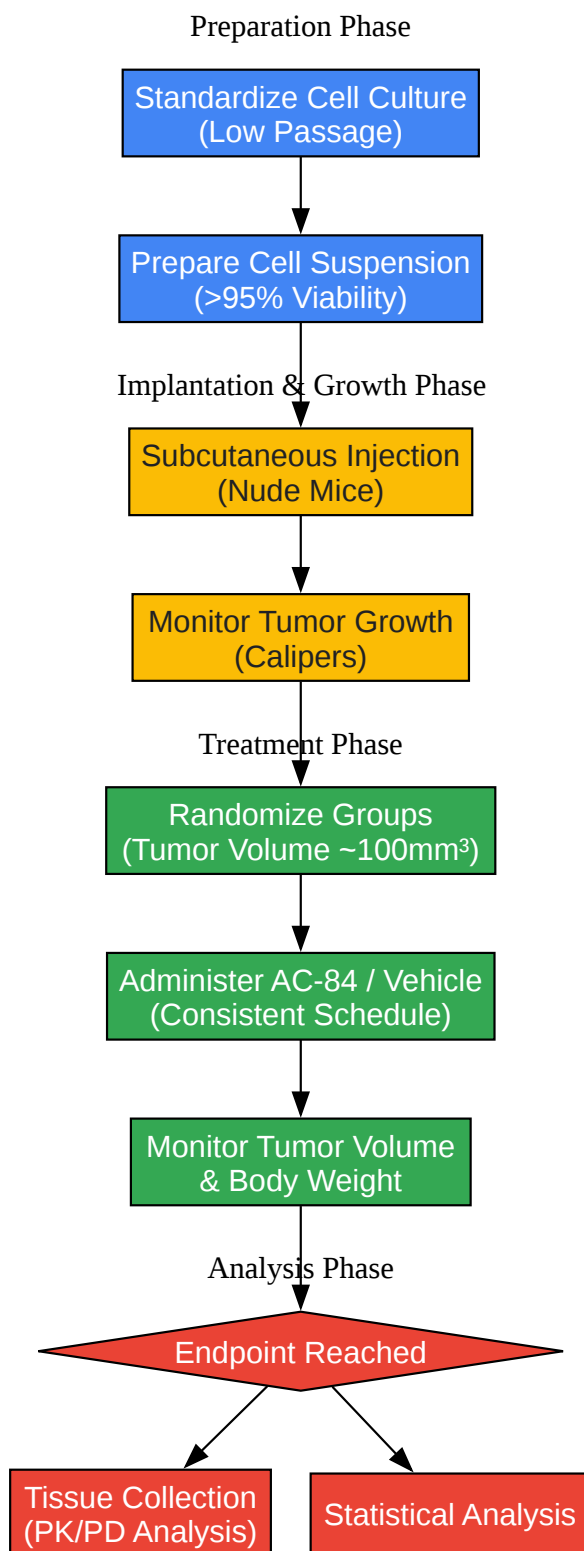 Preparation Phase
Standardize Cell Culture
(Low Passage)
Prepare Cell Suspension
(>95% Viability)
Implantation & Growth Phase
Subcutaneous Injection
(Nude Mice)
Monitor Tumor Growth
(Calipers)
Treatment Phase
Randomize Groups
(Tumor Volume ~100mm³)
Administer AC-84 / Vehicle
(Consistent Schedule)
Monitor Tumor Volume
& Body Weight
Analysis Phase
Endpoint Reached
Tissue Collection
(PK/PD Analysis)
Statistical Analysis